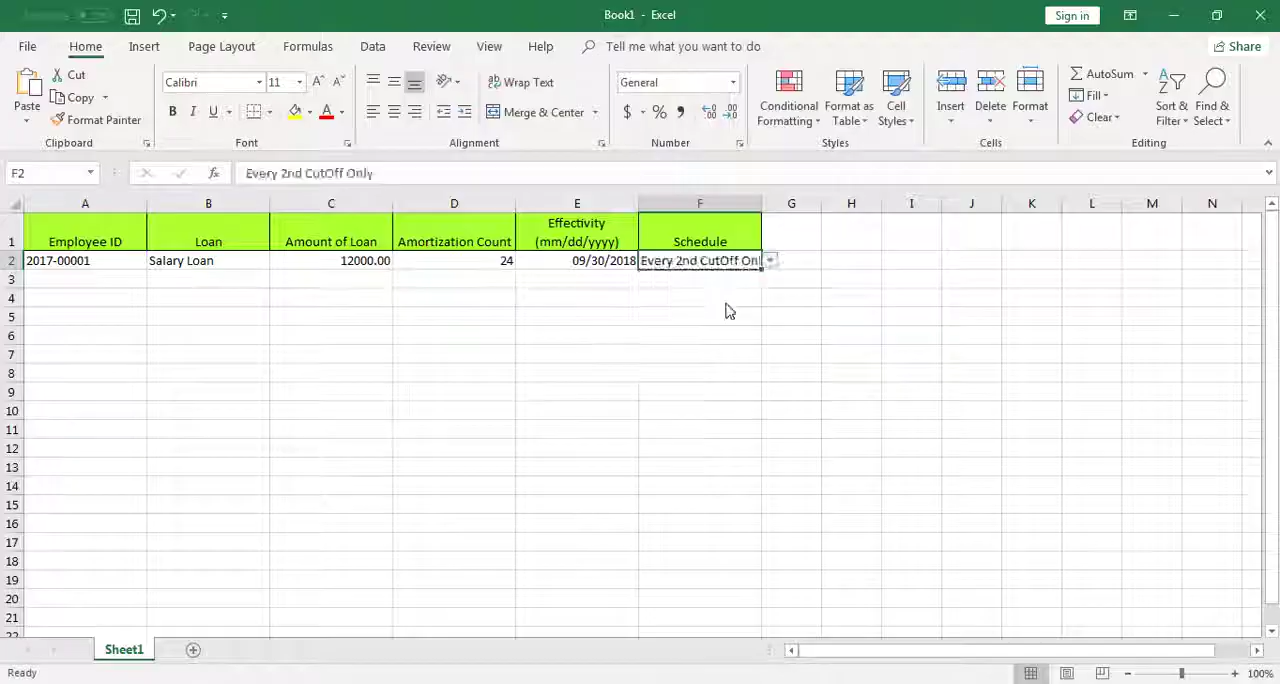 Book1 - Excel
Sign in
File Home Insert Page Layout Formulas Data Review View Help Tell me what you want to do Share
Paste
Cut
Copy
Format Painter
Clipboard
Calibri 11
B I U
Font
Wrap Text
Merge & Center
Alignment
General
$ % ,
Number
Conditional Formatting
Format as Table
Cell Styles
Styles
Insert Delete Format
Cells
AutoSum
Fill
Clear
Sort & Filter
Find & Select
Editing
F2 fx Every 2nd CutOff Only
A B C D E F G H I J K L M N
1 Employee ID Loan Amount of Loan Amortization Count Effectivity (mm/dd/yyyy) Schedule
2 2017-00001 Salary Loan 12000.00 24 09/30/2018 Every 2nd CutOff Onl
3
4
5
6
7
8
9
10
11
12
13
14
15
16
17
18
19
20
21
22
Sheet1
Ready 100%